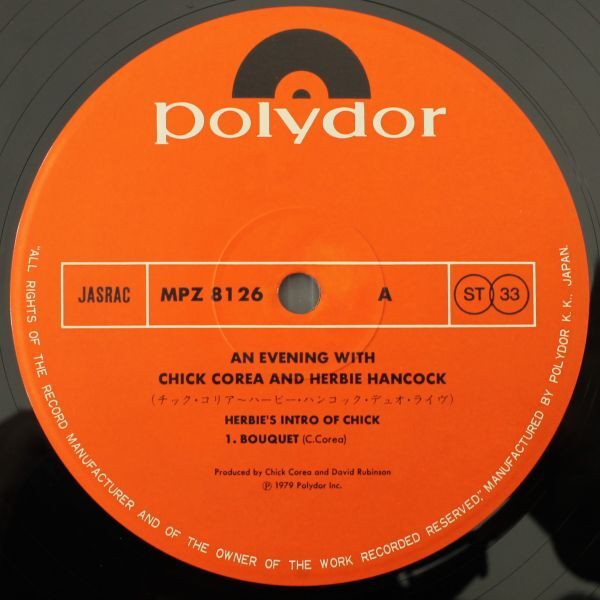 polydor
JASRAC MPZ 8126 A ST 33
AN EVENING WITH
CHICK COREA AND HERBIE HANCOCK
(チック・コリア〜ハービー・ハンコック・デュオ・ライヴ)
HERBIE'S INTRO OF CHICK
1. BOUQUET (C.Corea)
Produced by Chick Corea and David Rubinson
Ⓟ 1979 Polydor Inc.
"ALL RIGHTS OF THE RECORD MANUFACTURER AND OF THE OWNER OF THE WORK RECORDED RESERVED," MANUFACTURED BY POLYDOR K.K., JAPAN.